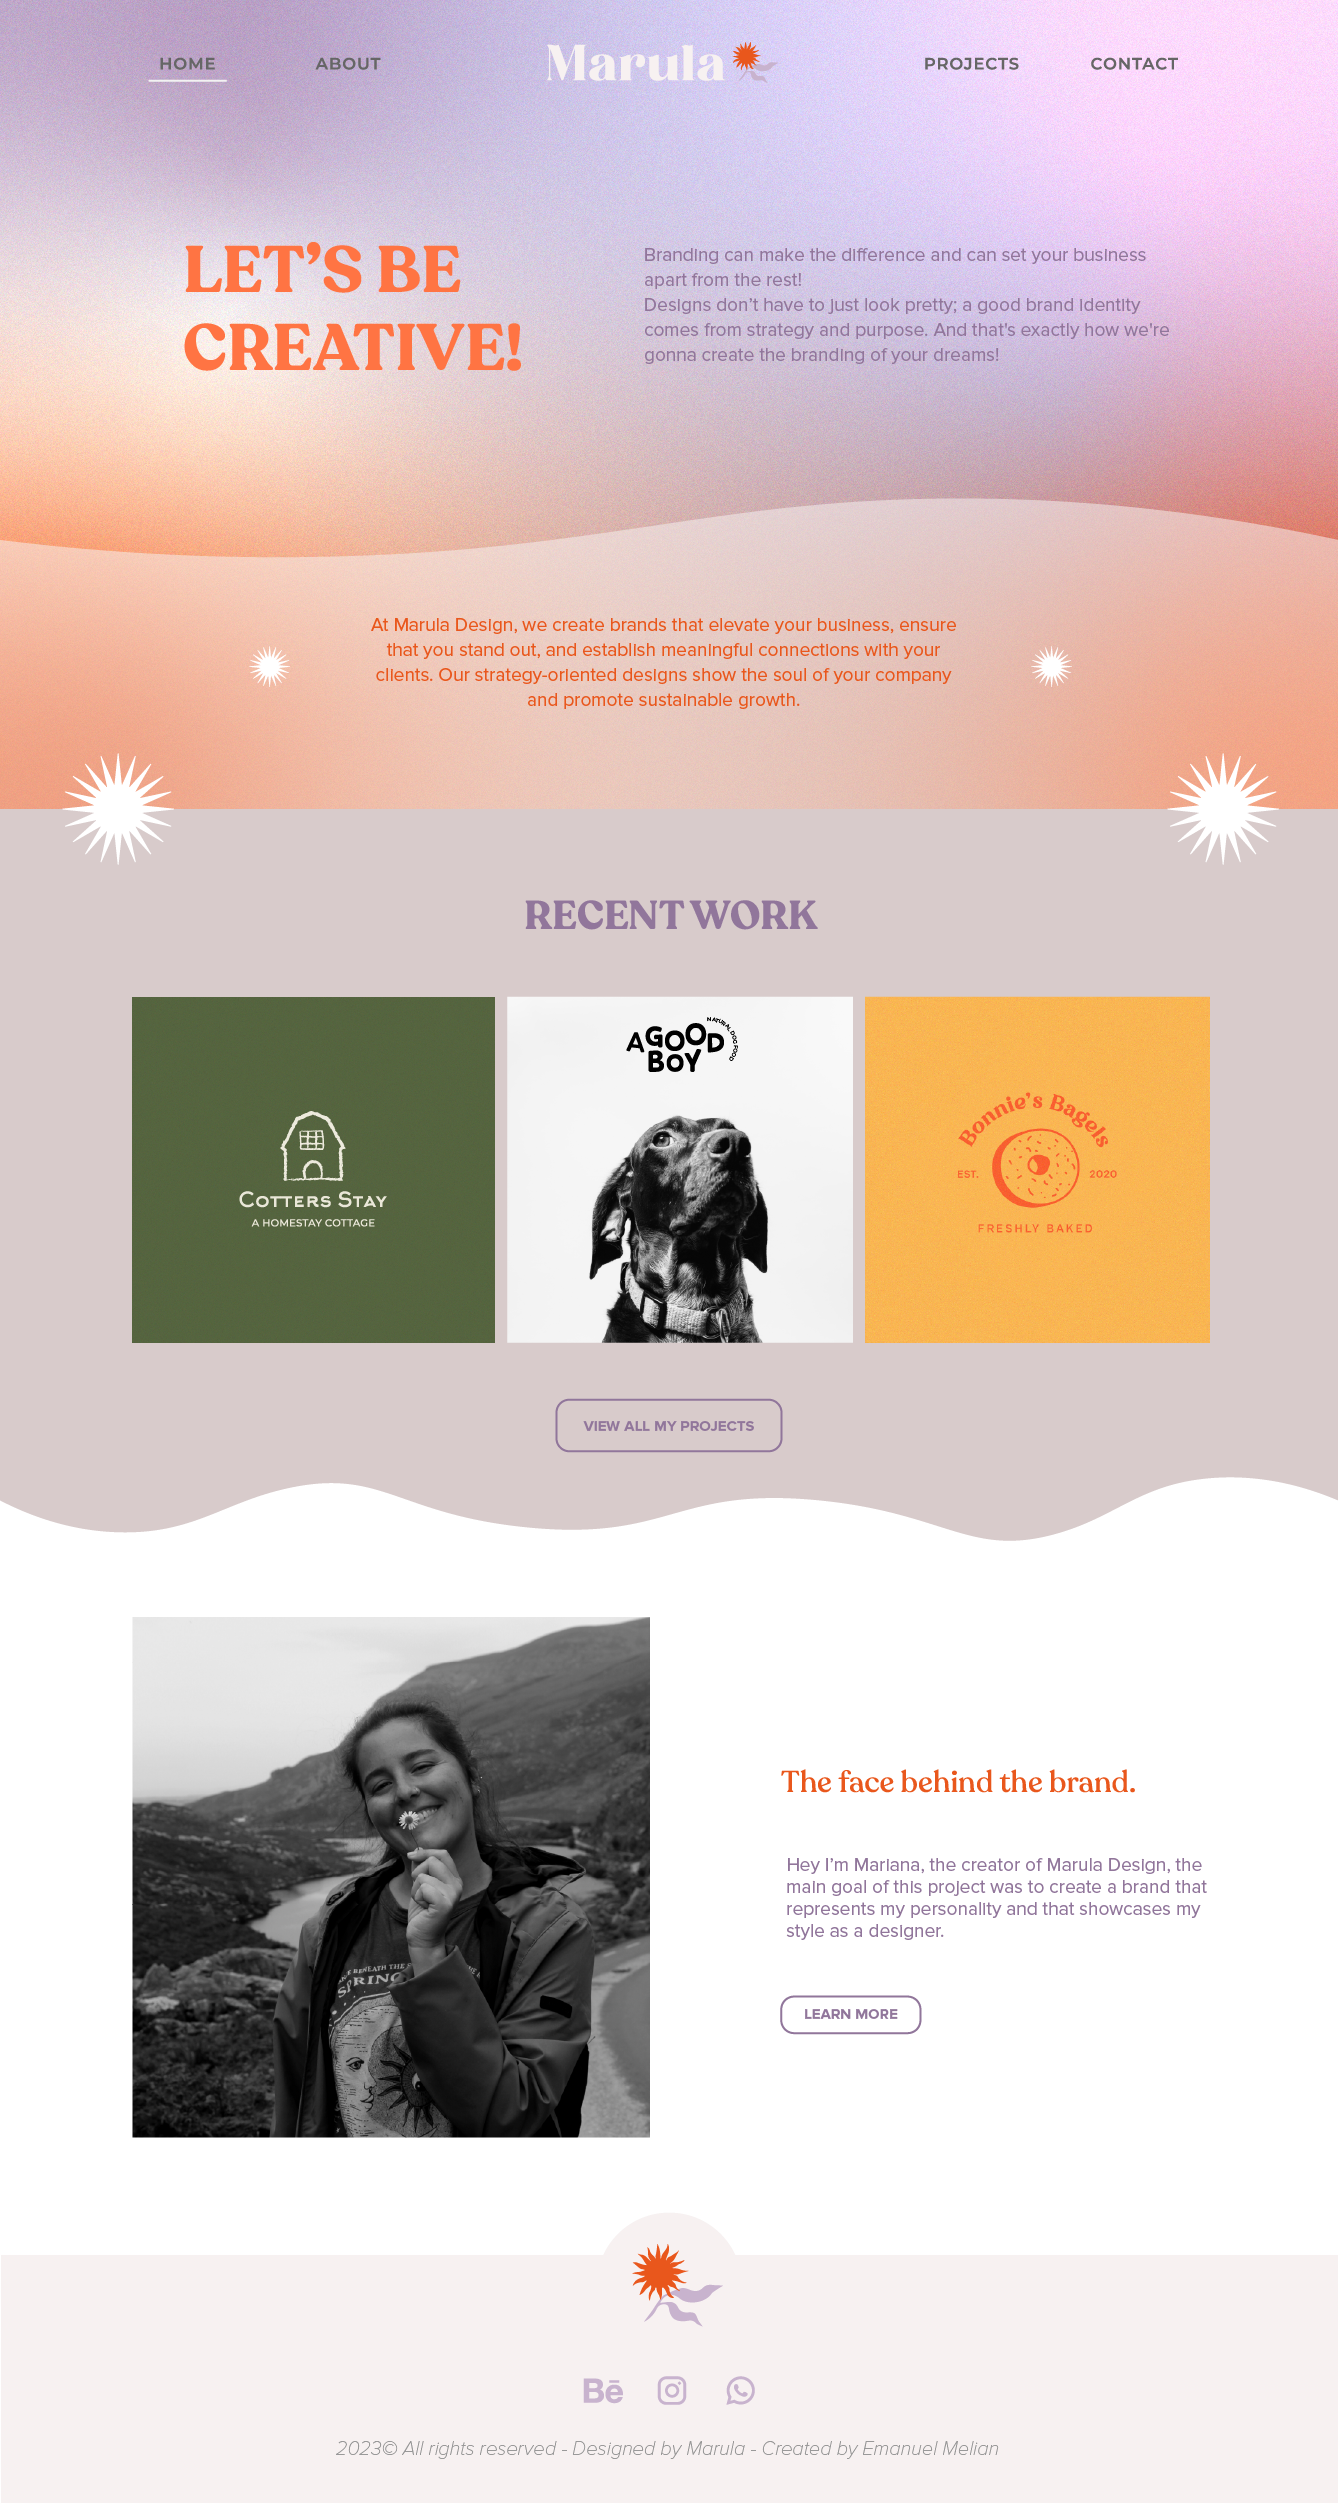 HOME
ABOUT
Marula
PROJECTS
CONTACT
LET’S BE
CREATIVE!
Branding can make the difference and can set your business
apart from the rest!
Designs don't have to just look pretty; a good brand identity
comes from strategy and purpose. And that's exactly how we're
gonna create the branding of your dreams!
At Marula Design, we create brands that elevate your business, ensure
that you stand out, and establish meaningful connections with your
clients. Our strategy-oriented designs show the soul of your company
and promote sustainable growth.
RECENT WORK
COTTERS STAY
A HOMESTAY COTTAGE
A GOOD
BOY
NATURAL DOG FOOD
Bonnie's Bagels
EST.
2020
FRESHLY BAKED
VIEW ALL MY PROJECTS
The face behind the brand.
Hey I'm Mariana, the creator of Marula Design, the
main goal of this project was to create a brand that
represents my personality and that showcases my
style as a designer.
BENEATH THE
SPRING
LEARN MORE
Bē
2023© All rights reserved - Designed by Marula - Created by Emanuel Melian